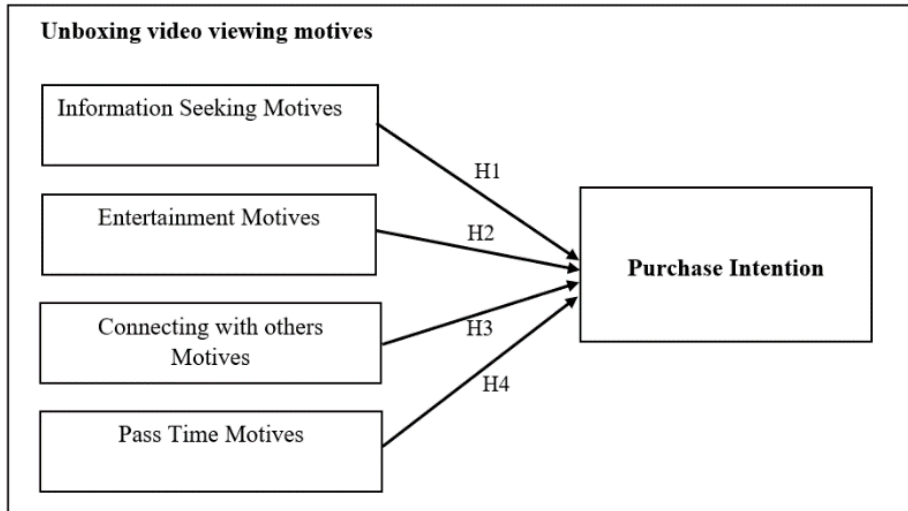 Unboxing video viewing motives
Information Seeking Motives
H1
Entertainment Motives
H2
Purchase Intention
Connecting with others
Motives
H3
H4
Pass Time Motives